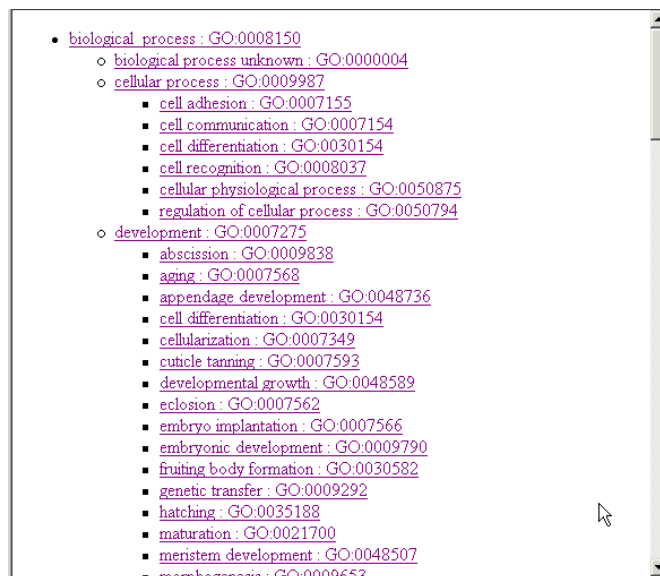 biological_process : GO:0008150
biological process unknown : GO:0000004
cellular process : GO:0009987
cell adhesion : GO:0007155
cell communication : GO:0007154
cell differentiation : GO:0030154
cell recognition : GO:0008037
cellular physiological process : GO:0050875
regulation of cellular process : GO:0050794
development : GO:0007275
abscission : GO:0009838
aging : GO:0007568
appendage development : GO:0048736
cell differentiation : GO:0030154
cellularization : GO:0007349
cuticle tanning : GO:0007593
developmental growth : GO:0048589
eclosion : GO:0007562
embryo implantation : GO:0007566
embryonic development : GO:0009790
fruiting body formation : GO:0030582
genetic transfer : GO:0009292
hatching : GO:0035188
maturation : GO:0021700
meristem development : GO:0048507
morphogenesis : GO:0009653